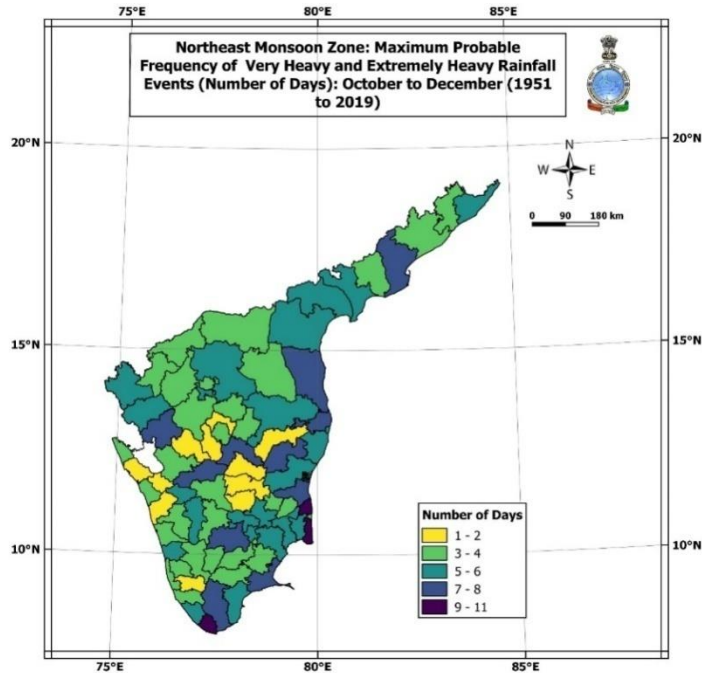 75°E 80°E 85°E
Northeast Monsoon Zone: Maximum Probable
Frequency of Very Heavy and Extremely Heavy Rainfall
Events (Number of Days): October to December (1951
to 2019)
20°N 20°N
N
W E
S
0 90 180 km
15°N 15°N
Number of Days
1 - 2
3 - 4
5 - 6
7 - 8
9 - 11
10°N 10°N
75°E 80°E 85°E